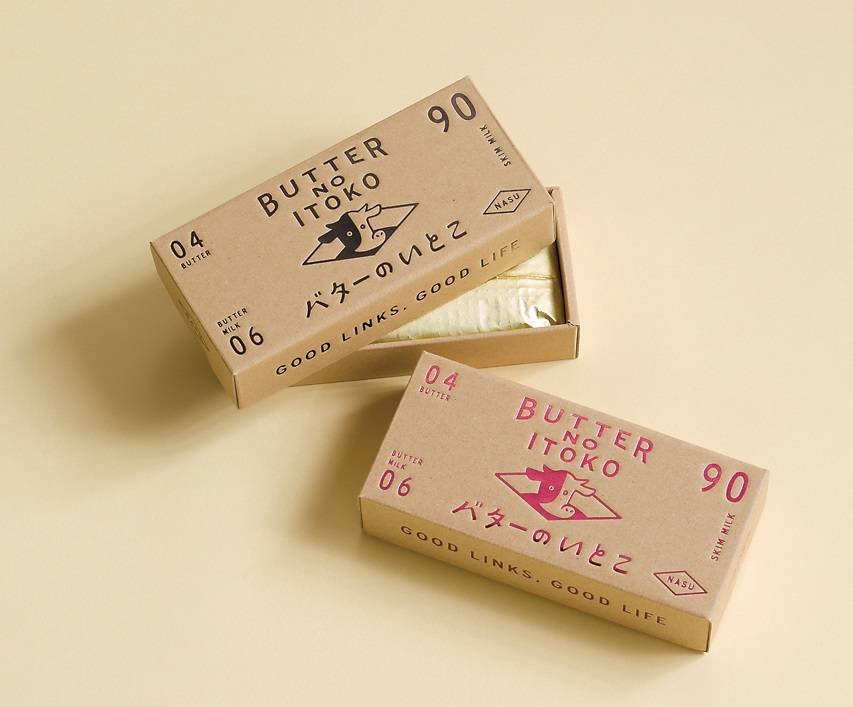 90
SKIM MILK
BUTTER
NO
ITOKO
04
BUTTER
NASU
バターのいとこ
BUTTER
MILK
06
GOOD LINKS. GOOD LIFE
04
BUTTER
BUTTER
NO
ITOKO
90
SKIM MILK
BUTTER
MILK
06
バターのいとこ
NASU
GOOD LINKS. GOOD LIFE